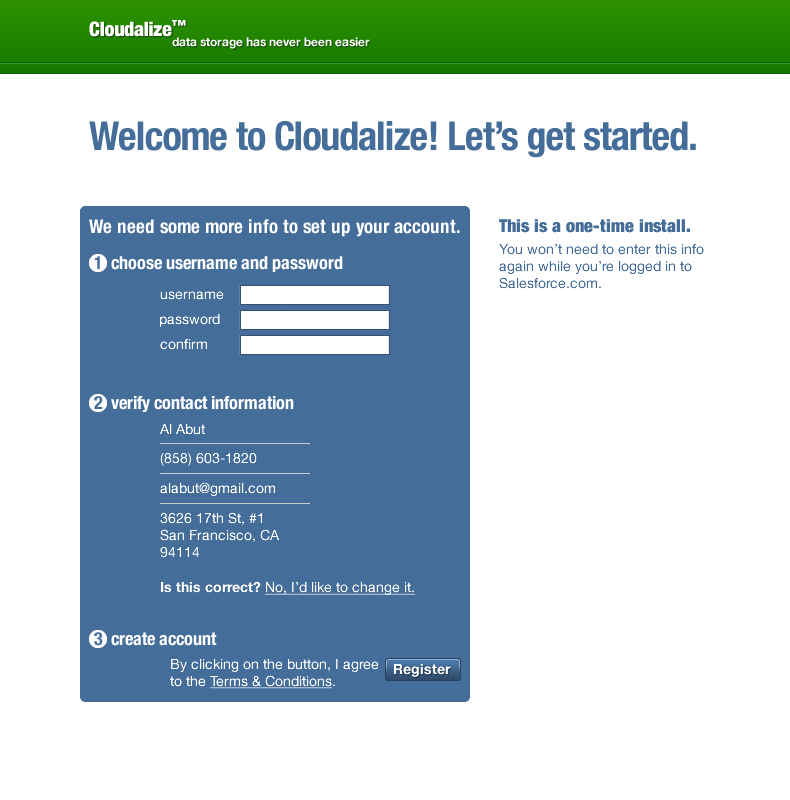 Cloudalize™
data storage has never been easier
Welcome to Cloudalize! Let’s get started.
We need some more info to set up your account.
1 choose username and password
username
password
confirm
2 verify contact information
Al Abut
(858) 603-1820
alabut@gmail.com
3626 17th St, #1
San Francisco, CA
94114
Is this correct? No, I’d like to change it.
3 create account
By clicking on the button, I agree
to the Terms & Conditions.
Register
This is a one-time install.
You won’t need to enter this info
again while you’re logged in to
Salesforce.com.